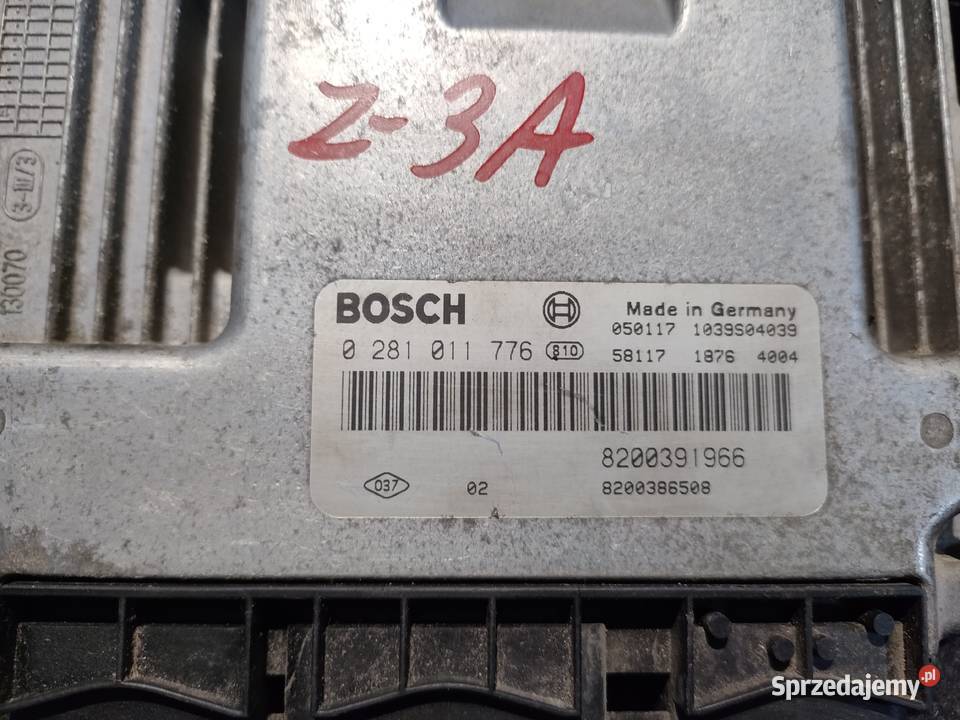 Z-3A
3-III/3
130070
BOSCH
Made in Germany
050117 1039S04039
0 281 011 776 810
58117 1876 4004
8200391966
037 02
8200386508
A
Sprzedajemy.pl